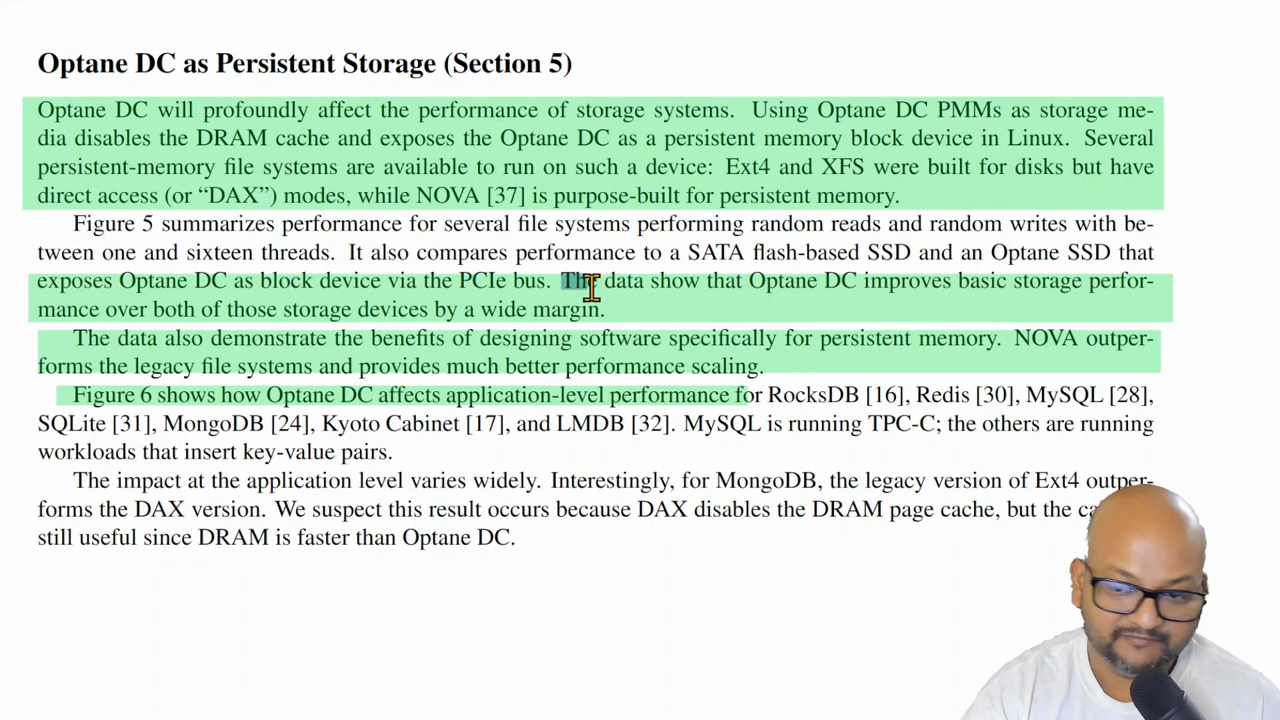 Optane DC as Persistent Storage (Section 5)
Optane DC will profoundly affect the performance of storage systems. Using Optane DC PMMs as storage me-
dia disables the DRAM cache and exposes the Optane DC as a persistent memory block device in Linux. Several
persistent-memory file systems are available to run on such a device: Ext4 and XFS were built for disks but have
direct access (or “DAX”) modes, while NOVA [37] is purpose-built for persistent memory.
Figure 5 summarizes performance for several file systems performing random reads and random writes with be-
tween one and sixteen threads. It also compares performance to a SATA flash-based SSD and an Optane SSD that
exposes Optane DC as block device via the PCIe bus. The data show that Optane DC improves basic storage perfor-
mance over both of those storage devices by a wide margin.
The data also demonstrate the benefits of designing software specifically for persistent memory. NOVA outper-
forms the legacy file systems and provides much better performance scaling.
Figure 6 shows how Optane DC affects application-level performance for RocksDB [16], Redis [30], MySQL [28],
SQLite [31], MongoDB [24], Kyoto Cabinet [17], and LMDB [32]. MySQL is running TPC-C; the others are running
workloads that insert key-value pairs.
The impact at the application level varies widely. Interestingly, for MongoDB, the legacy version of Ext4 outper-
forms the DAX version. We suspect this result occurs because DAX disables the DRAM page cache, but the
still useful since DRAM is faster than Optane DC.